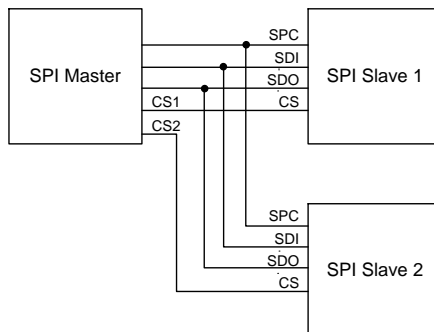 SPI Master
CS1
CS2
SPC
SDI
SDO
CS
SPI Slave 1
SPC
SDI
SDO
CS
SPI Slave 2